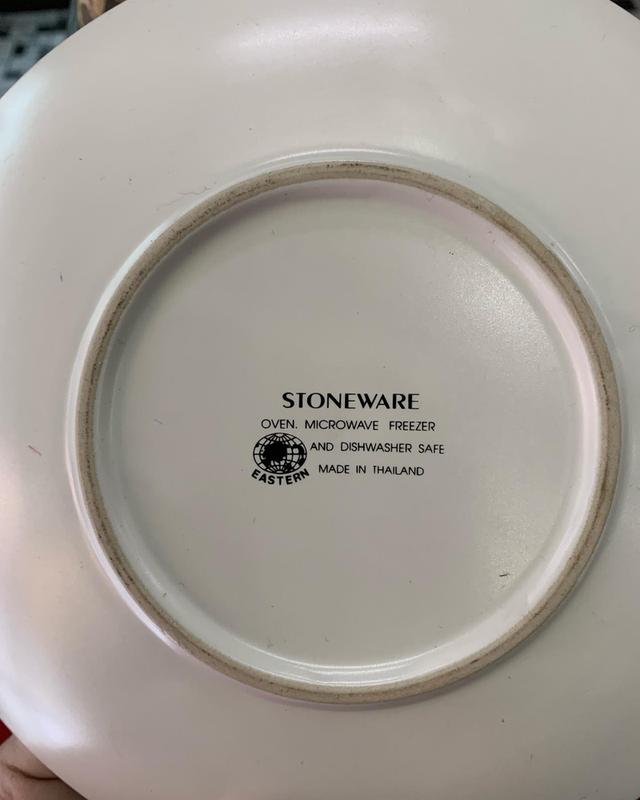 STONEWARE
OVEN. MICROWAVE FREEZER
AND DISHWASHER SAFE
MADE IN THAILAND
EASTERN